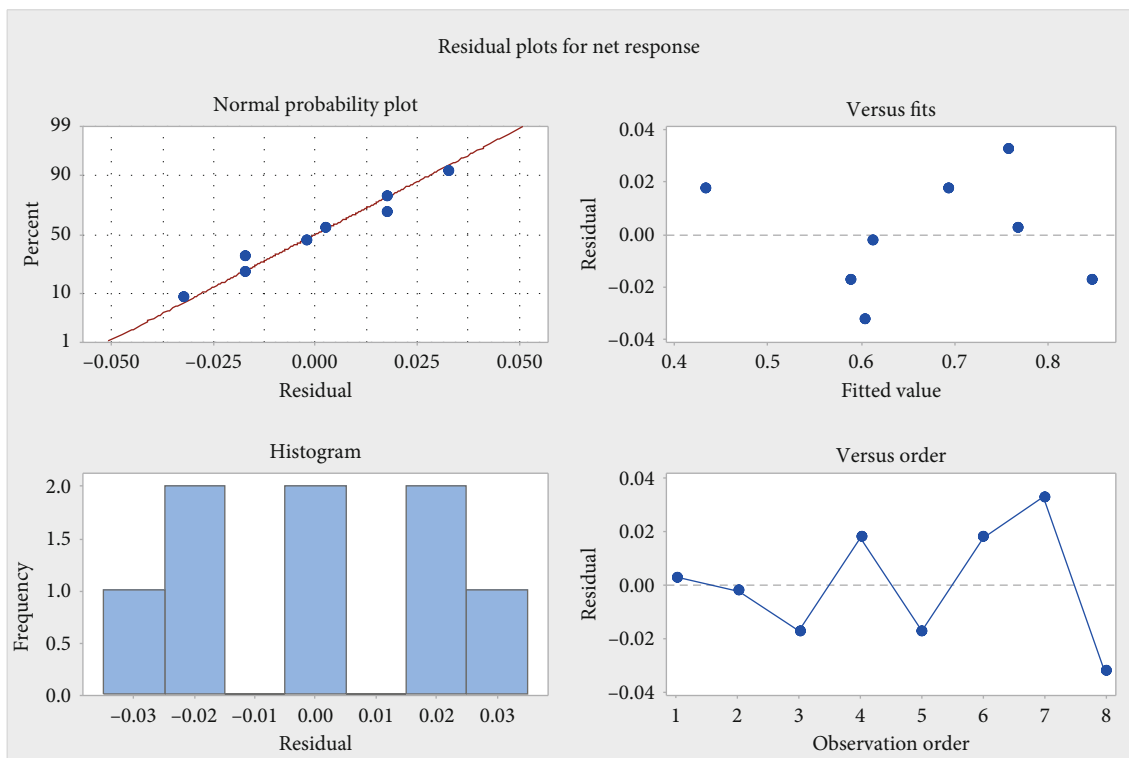 Residual plots for net response
Normal probability plot
99
90
50
10
1
Percent
−0.050 −0.025 0.000 0.025 0.050
Residual
Versus fits
0.04
0.02
0.00
−0.02
−0.04
Residual
0.4 0.5 0.6 0.7 0.8
Fitted value
Histogram
2.0
1.5
1.0
0.5
0.0
Frequency
−0.03 −0.02 −0.01 0.00 0.01 0.02 0.03
Residual
Versus order
0.04
0.02
0.00
−0.02
−0.04
Residual
1 2 3 4 5 6 7 8
Observation order